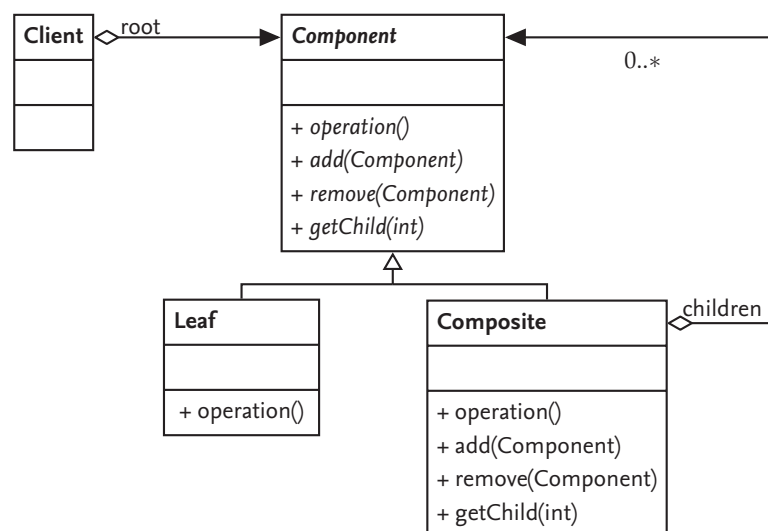 Client
root
Component
0..*
+ operation()
+ add(Component)
+ remove(Component)
+ getChild(int)
Leaf
+ operation()
Composite
children
+ operation()
+ add(Component)
+ remove(Component)
+ getChild(int)